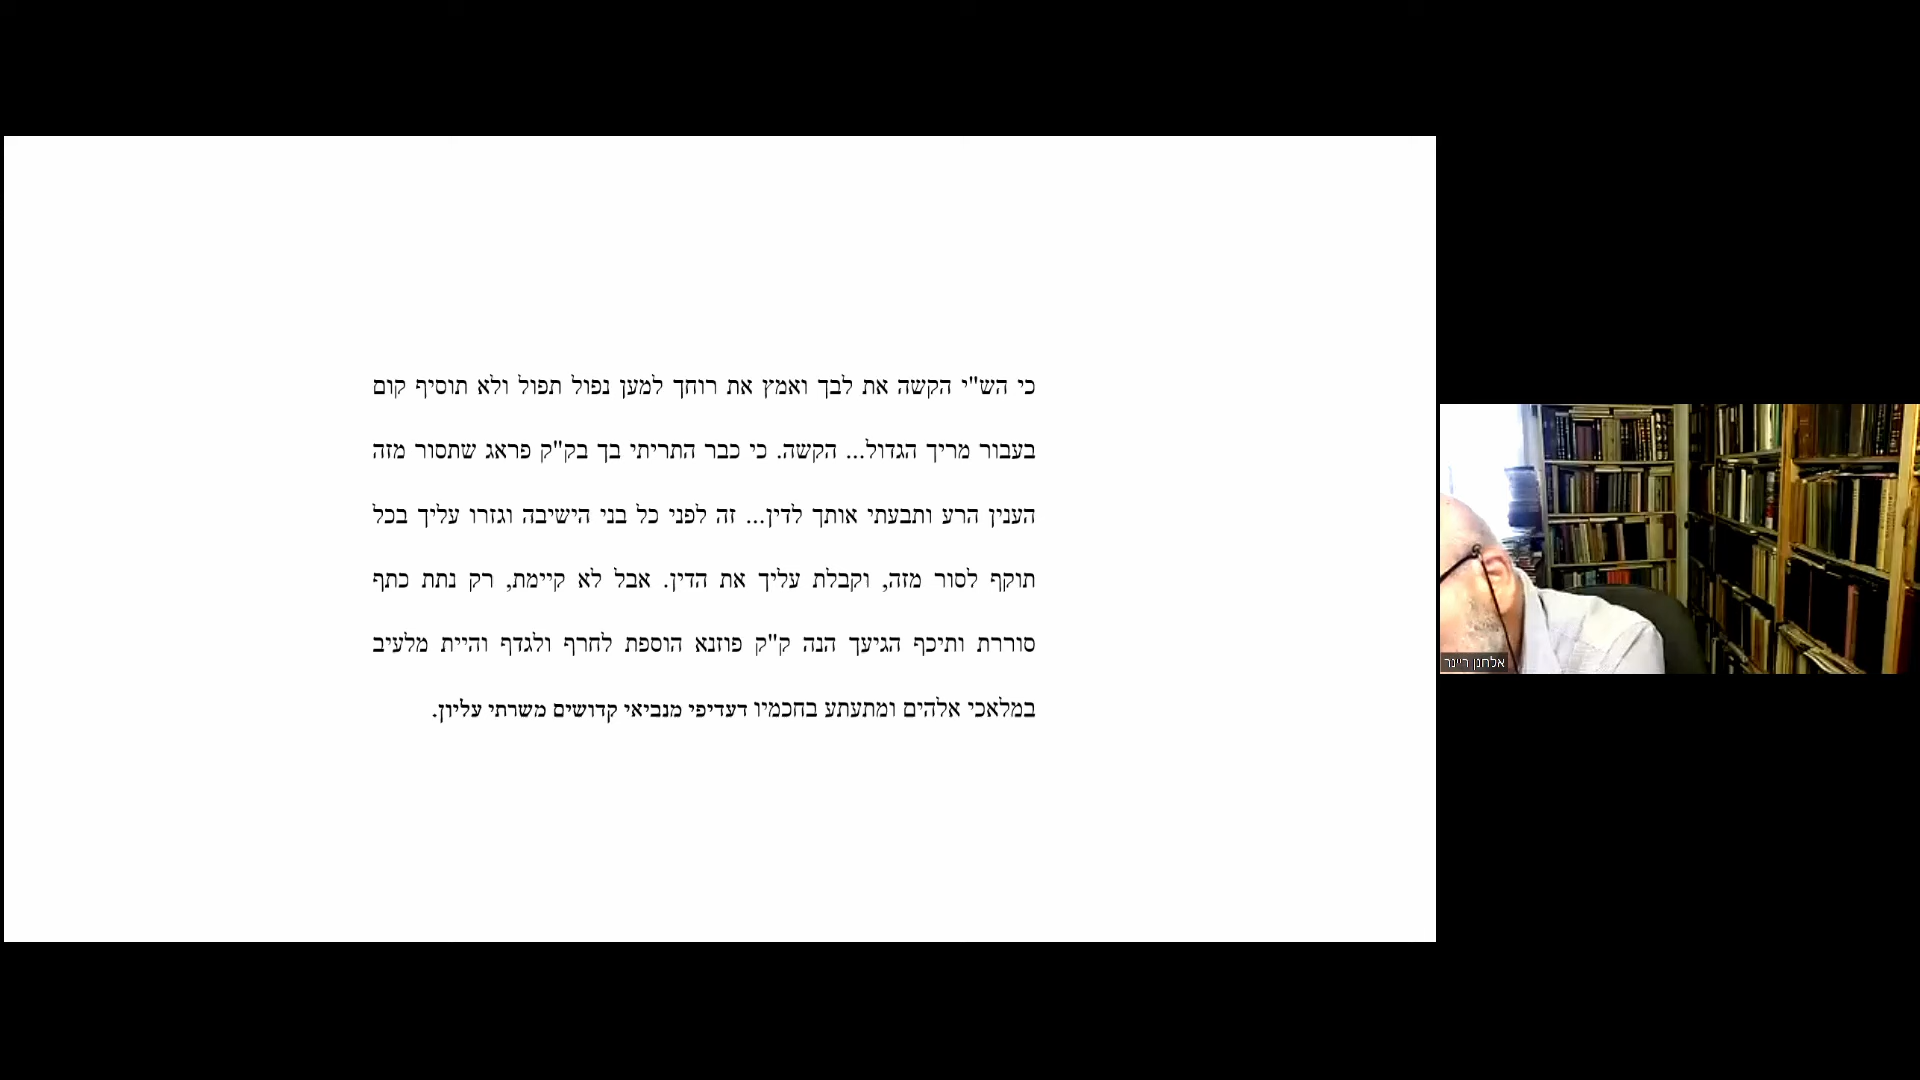 כי הש"י הקשה את לבך ואמץ את רוחך למען נפול תפול ולא תוסיף קום
בעבור מריך הגדול... הקשה. כי כבר התריתי בך בק"ק פראג שתסור מזה
הענין הרע ותבעתי אותך לדין... זה לפני כל בני הישיבה וגזרו עליך בכל
תוקף לסור מזה, וקבלת עליך את הדין. אבל לא קיימת, רק נתת כתף
סוררת ותיכף הגיעך הנה ק"ק פוזנא הוספת לחרף ולגדף והיית מלעיב
במלאכי אלהים ומתעתע בחכמיו דעדיפי מנביאי קדושים משרתי עליון.
אלחנן ריינר